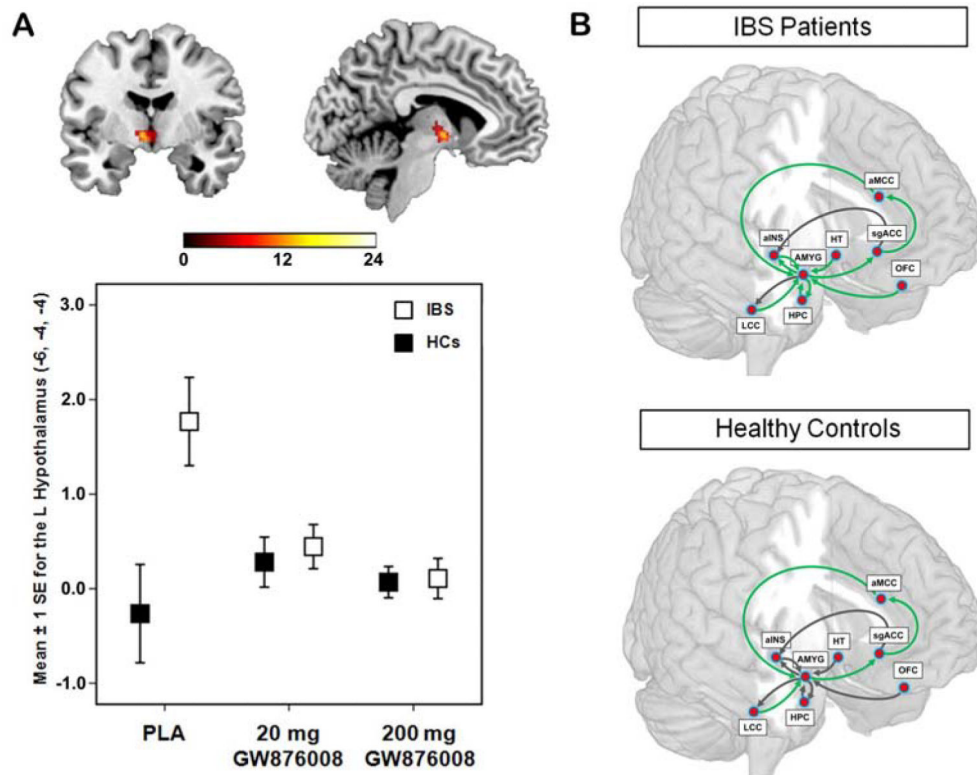 A
0
12
24
3.0
2.0
1.0
0.0
-1.0
Mean ± 1 SE for the L Hypothalamus (-6, -4, -4)
IBS
HCs
PLA
20 mg
GW876008
200 mg
GW876008
B
IBS Patients
aMCC
sgACC
aINS
HT
AMYG
OFC
HPC
LCC
Healthy Controls
aMCC
sgACC
aINS
HT
AMYG
OFC
HPC
LCC